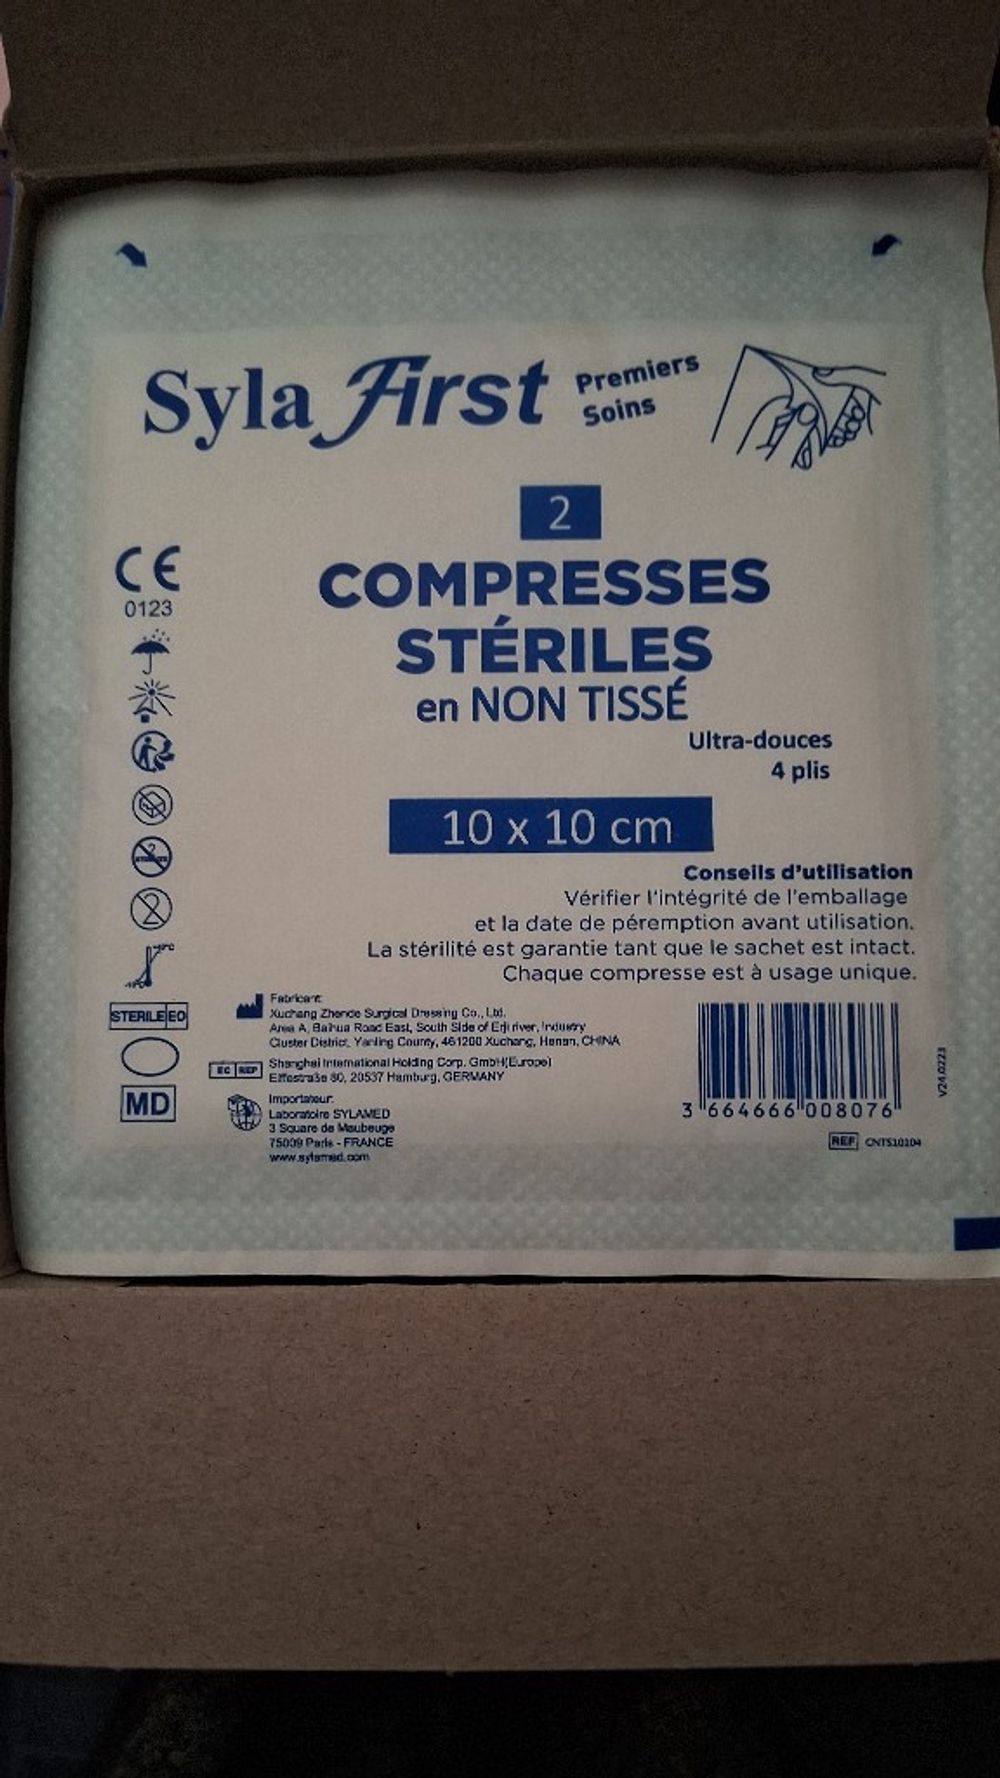 Syla First Premiers
Soins
2
COMPRESSES
STÉRILES
en NON TISSÉ
Ultra-douces
4 plis
10 x 10 cm
CE
0123
Conseils d'utilisation
Vérifier l'intégrité de l'emballage
et la date de péremption avant utilisation.
La stérilité est garantie tant que le sachet est intact.
Chaque compresse est à usage unique.
2
STERILE EO
MD
Fabricant:
Xuchang Zhende Surgical Dressing Co., Ltd.
Area A, Baihua Road East, South Side of Erji river, Industry
Cluster District, Yanling County, 461200 Xuchang, Henan, CHINA
EC REP
Shanghai International Holding Corp. GmbH(Europe)
Eiffestraße 80, 20537 Hamburg, GERMANY
Importateur:
Laboratoire SYLAMED
3 Square de Maubeuge
75009 Paris - FRANCE
www.sylamed.com
3 664666 008076
REF CNTS10104
V24.0223